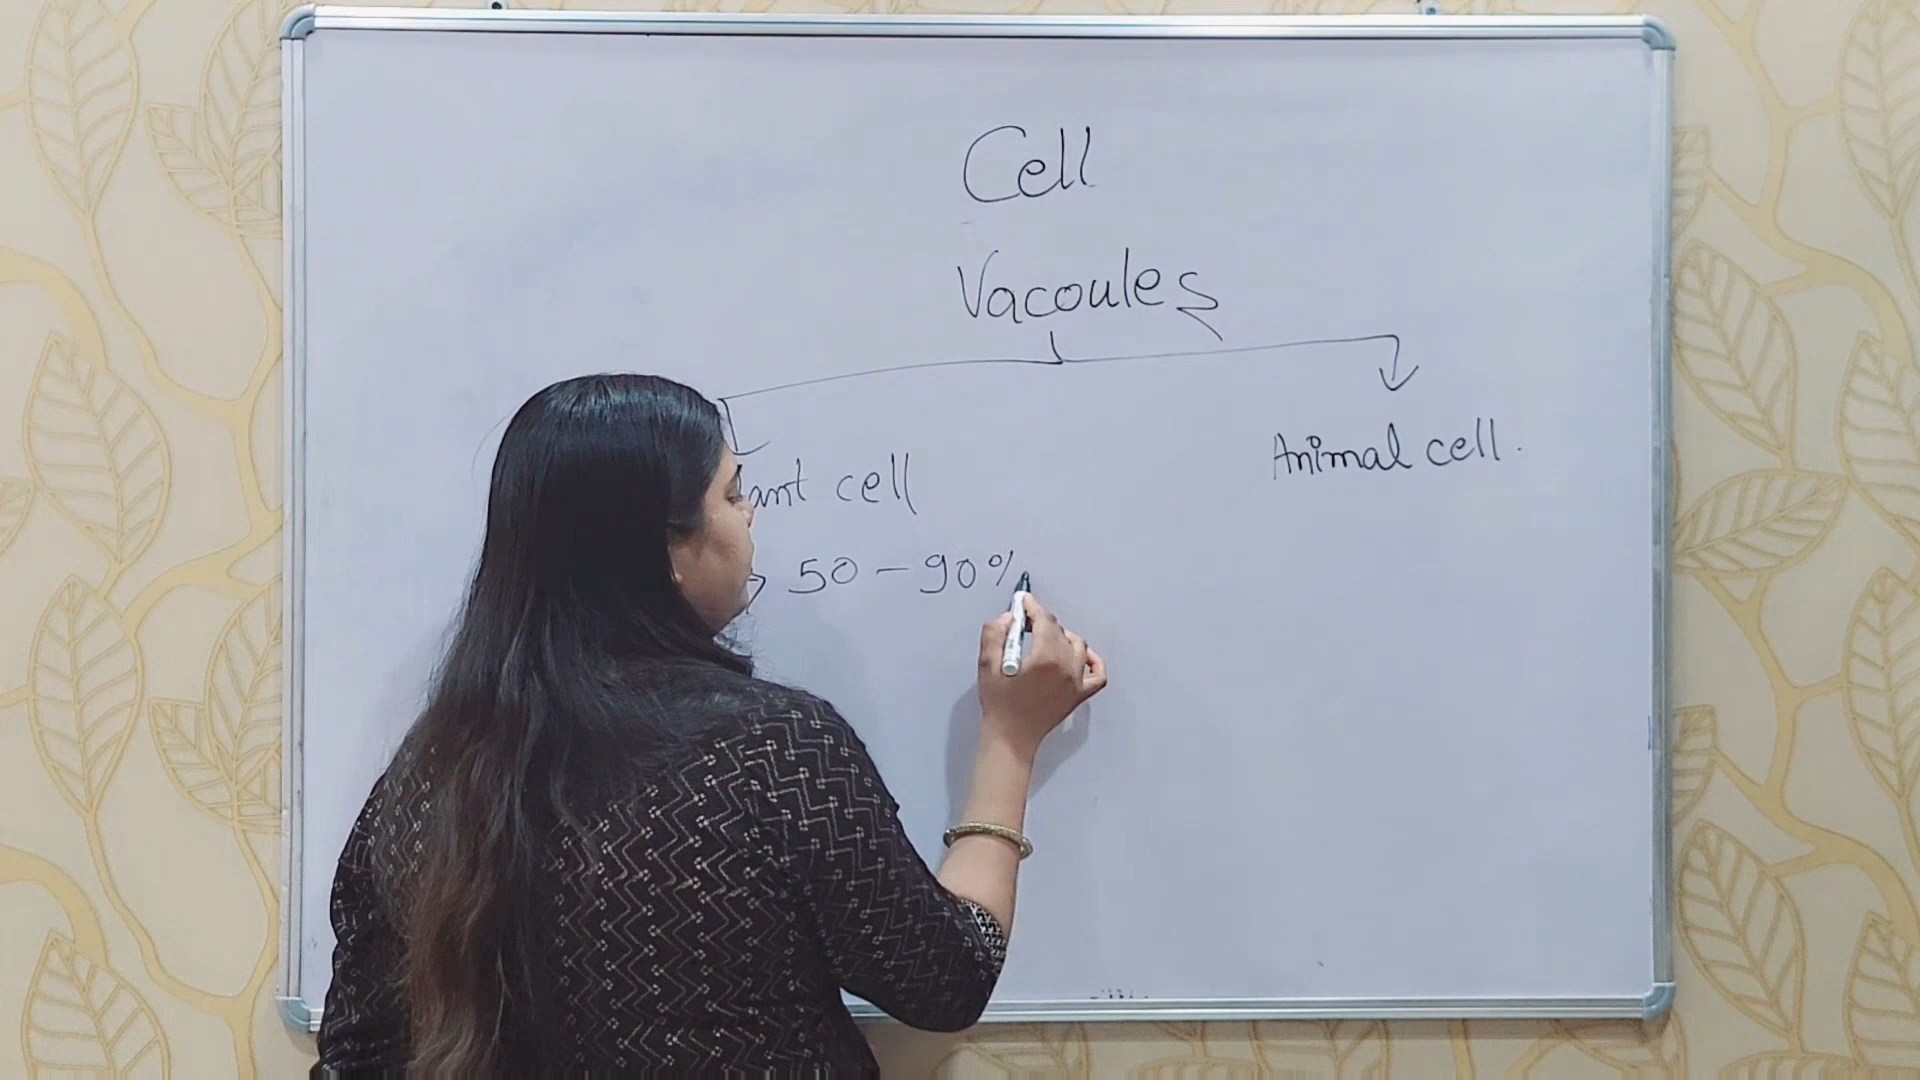 Cell
Vacoules
Animal cell.
ant cell
50 - 90%